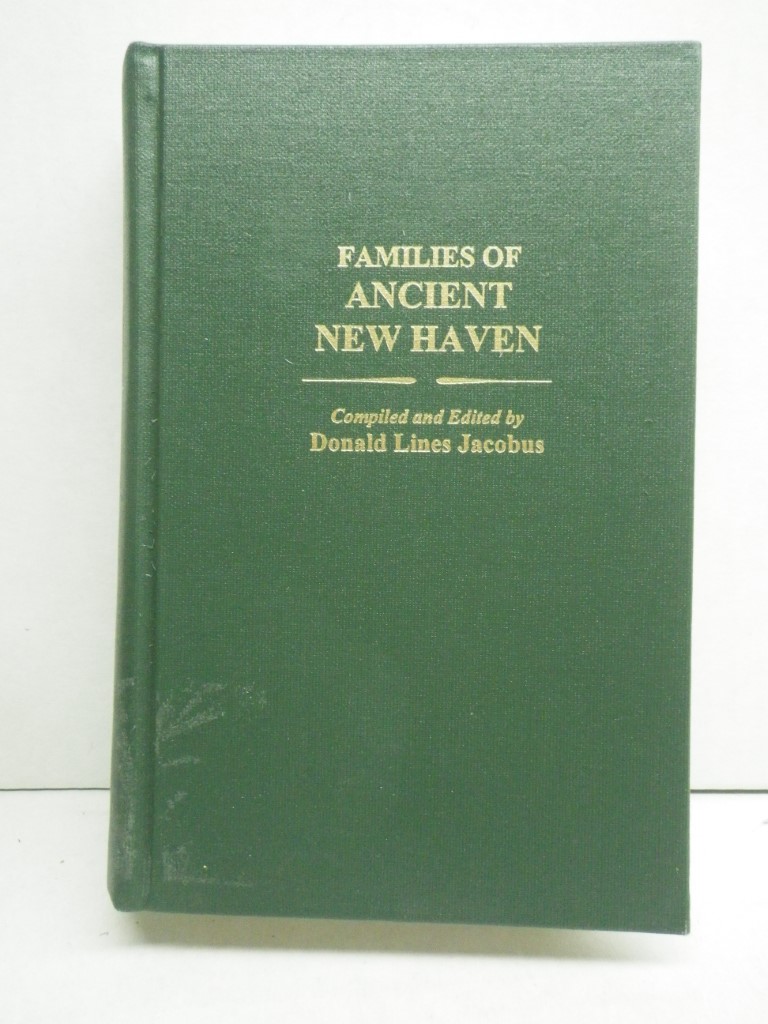 FAMILIES OF
ANCIENT
NEW HAVEN
Compiled and Edited by
Donald Lines Jacobus